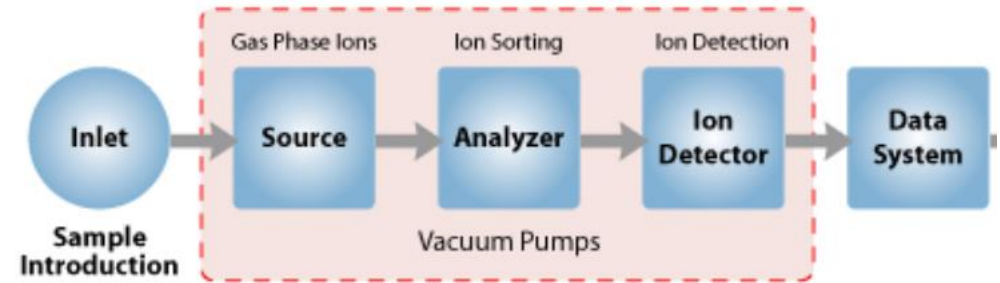 Gas Phase Ions
Ion Sorting
Ion Detection
Inlet
Source
Analyzer
Ion
Detector
Data
System
Sample
Introduction
Vacuum Pumps